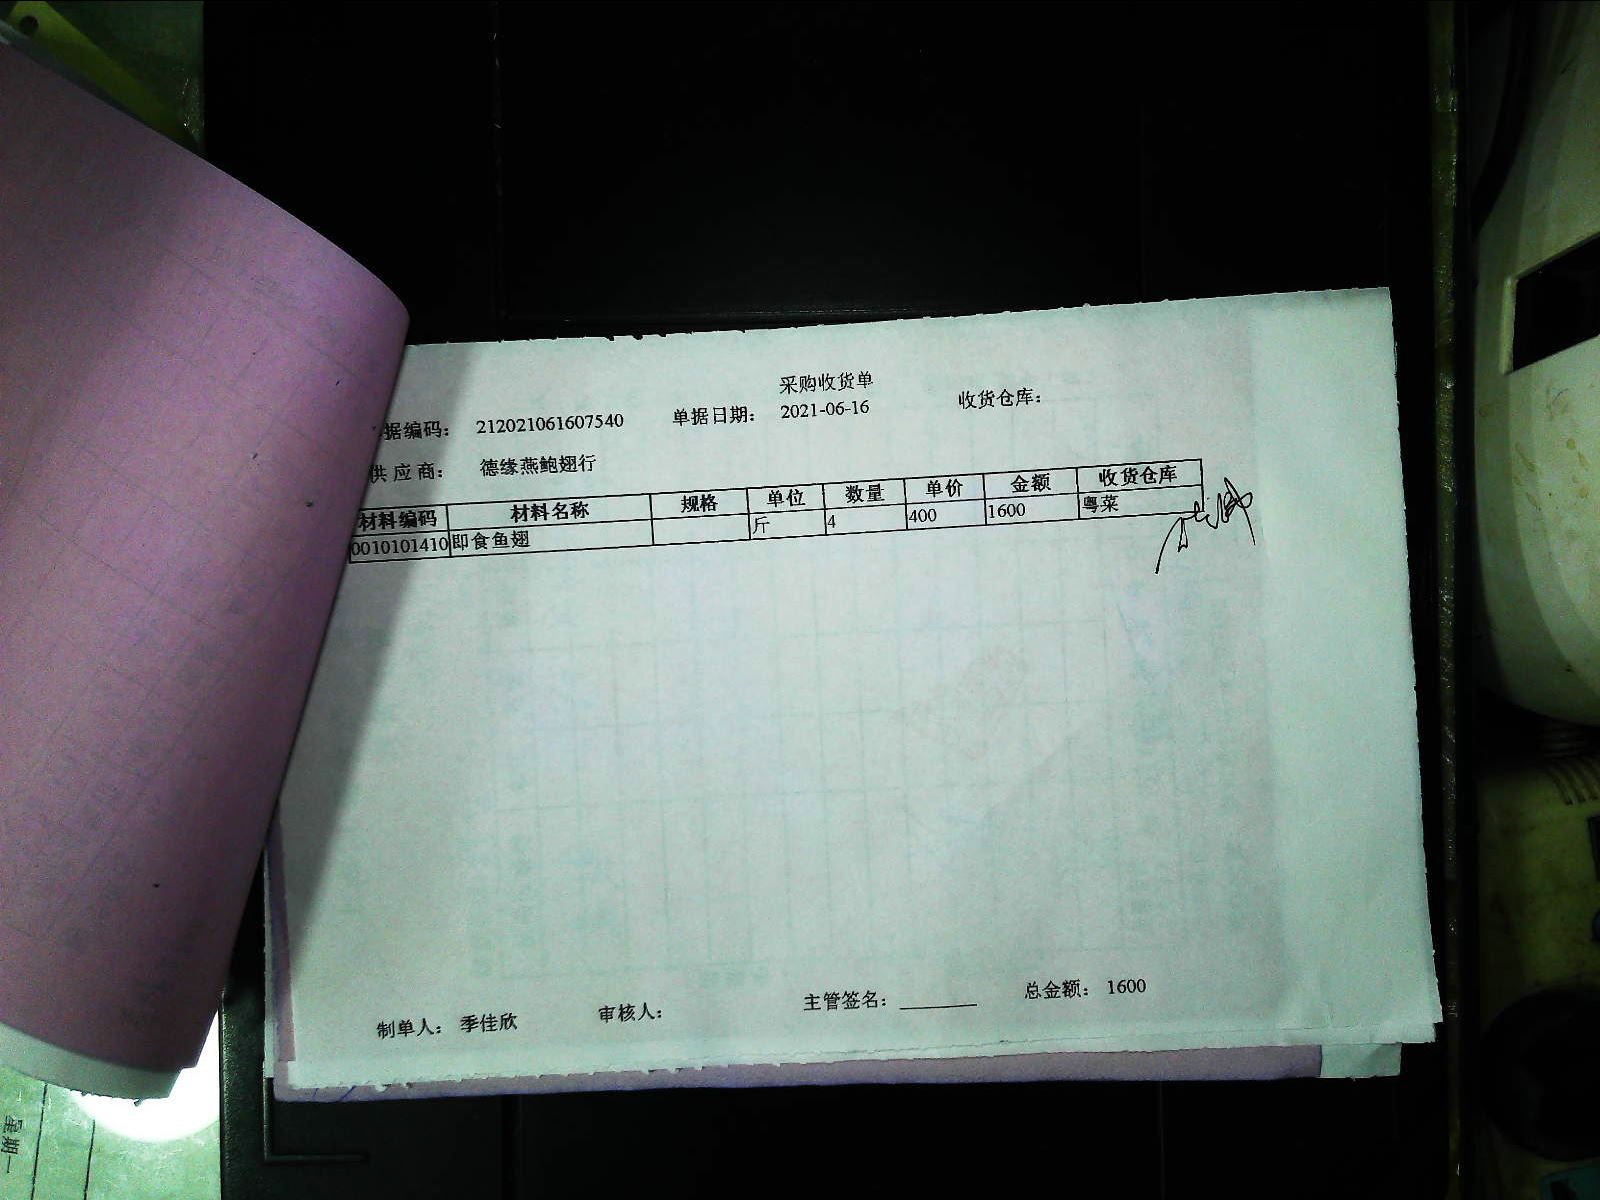 采购收货单
据编码： 212021061607540 单据日期： 2021-06-16 收货仓库：
供应商： 德缘燕鲍翅行
材料编码 材料名称 规格 单位 数量 单价 金额 收货仓库
0010101410 即食鱼翅 斤 4 400 1600 粤菜
制单人： 季佳欣 审核人： 主管签名： 总金额： 1600
星期一